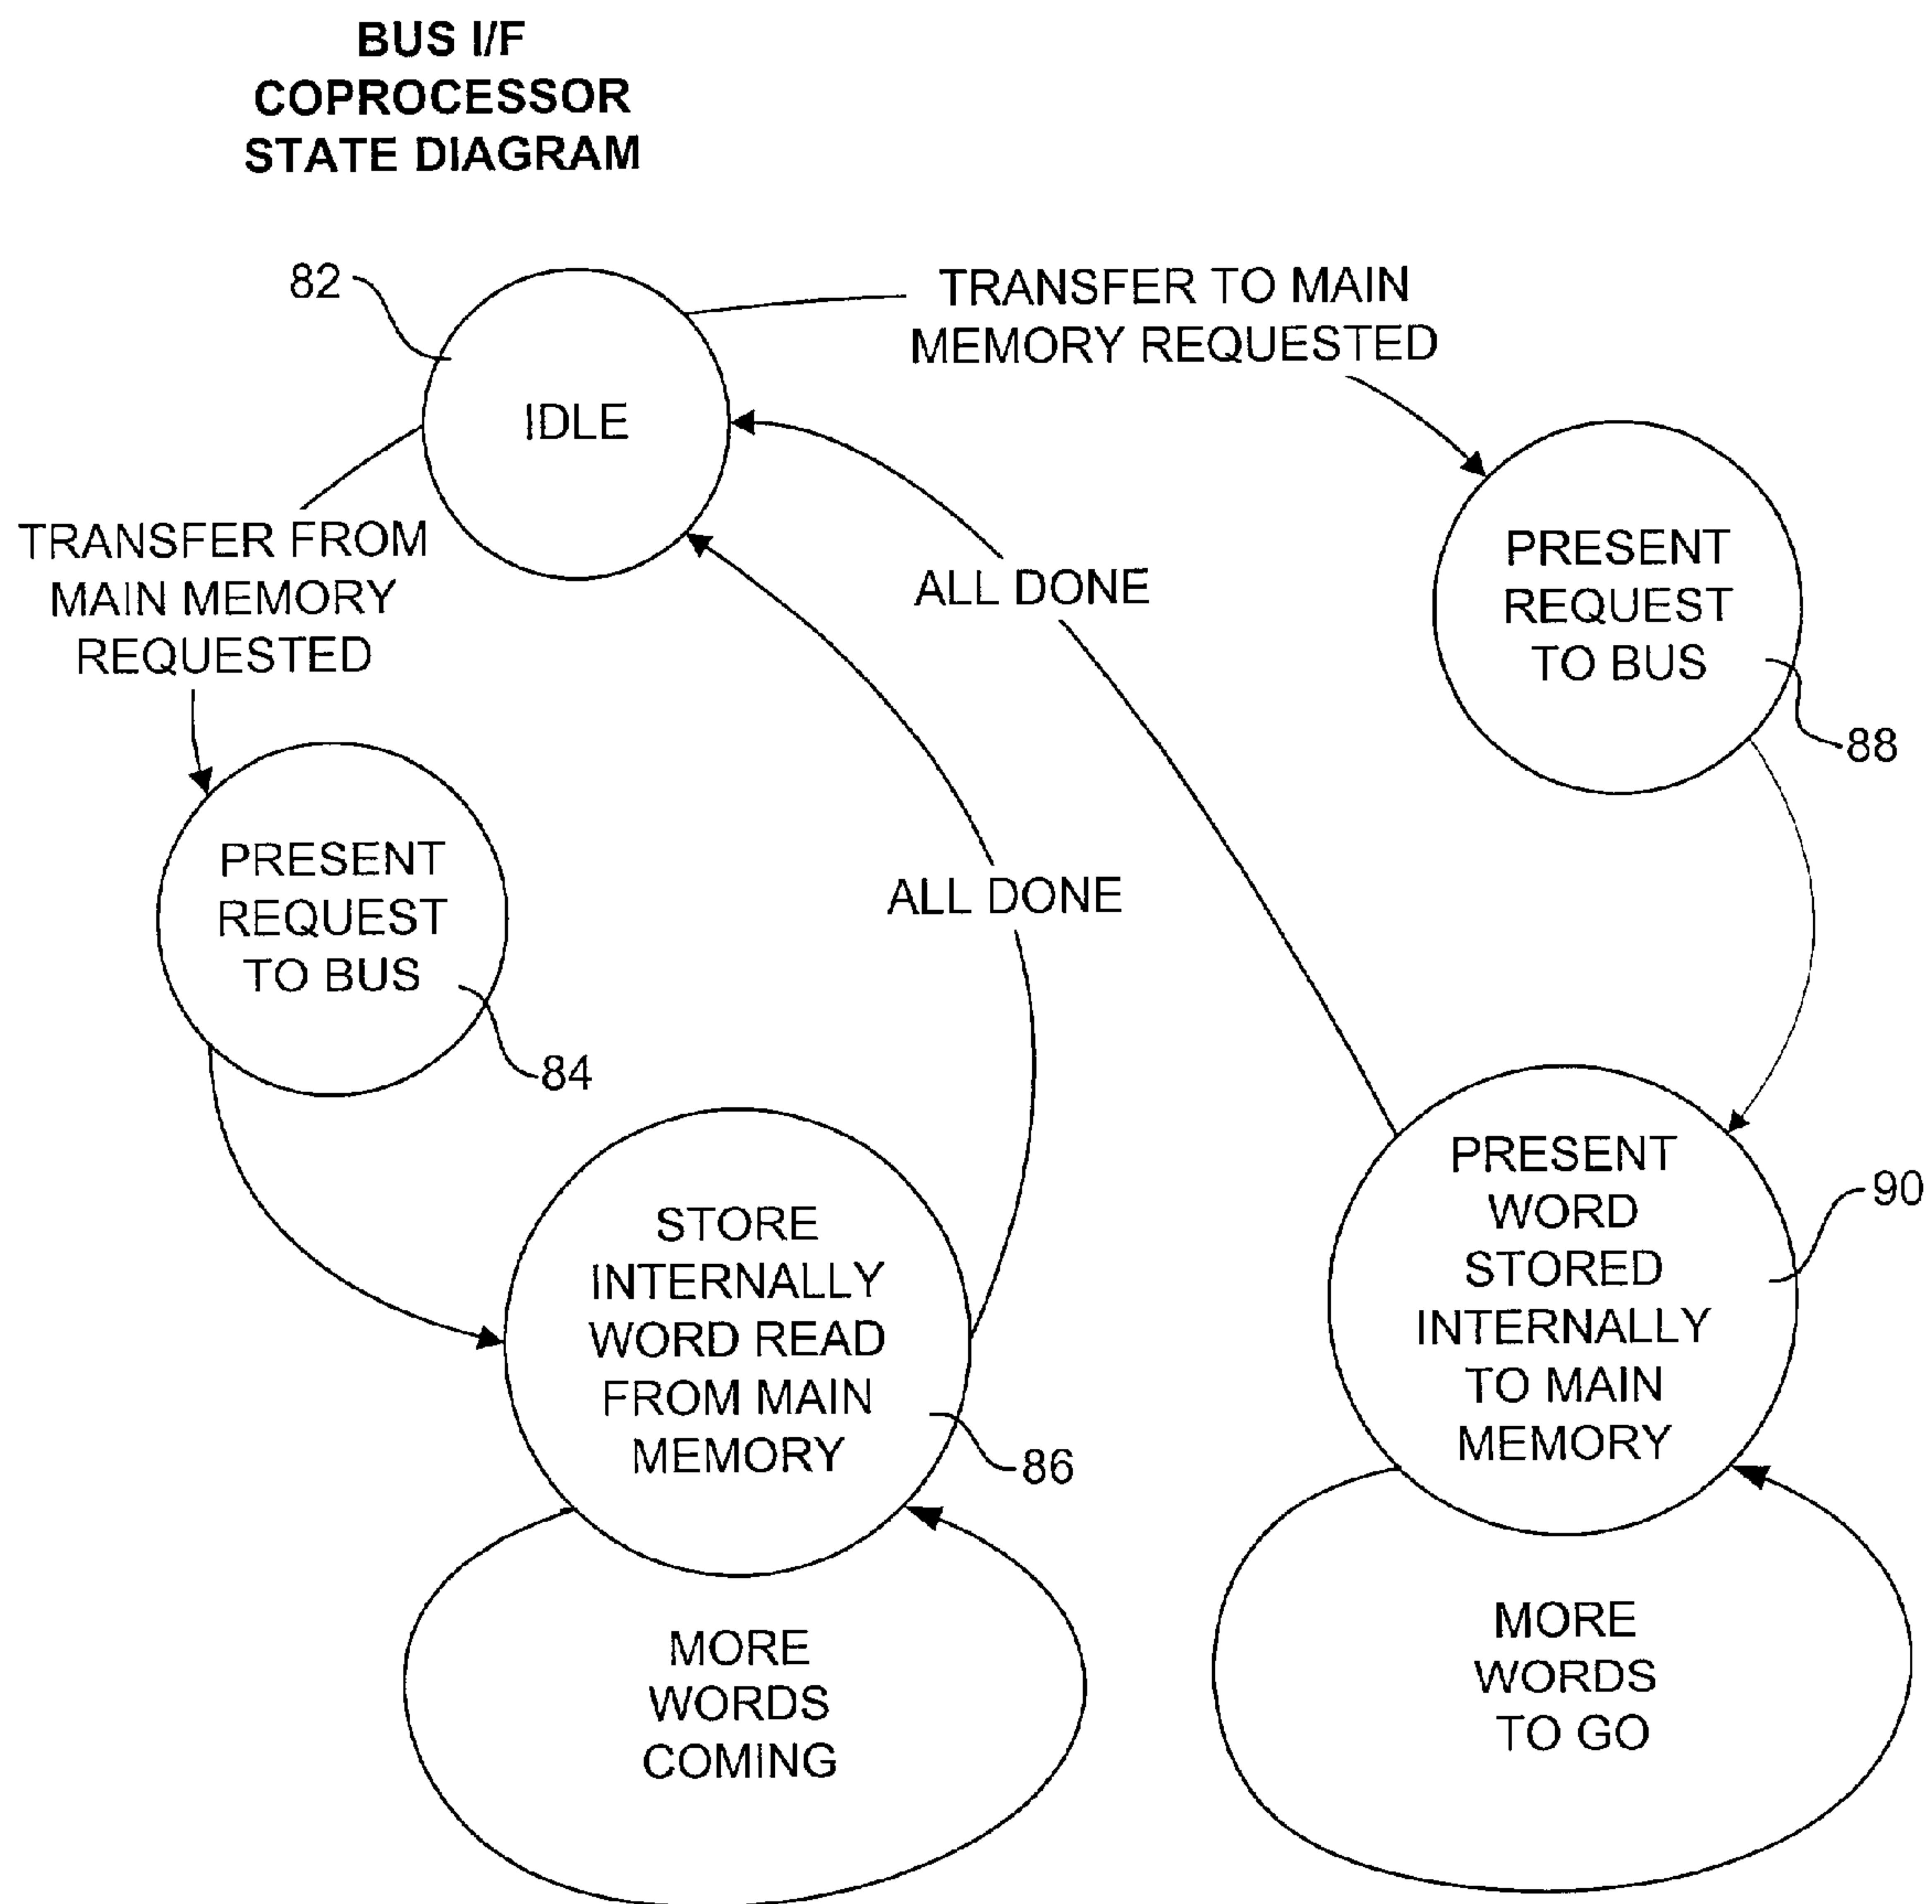 BUS I/F
COPROCESSOR
STATE DIAGRAM
82
IDLE
TRANSFER TO MAIN
MEMORY REQUESTED
TRANSFER FROM
MAIN MEMORY
REQUESTED
ALL DONE
PRESENT
REQUEST
TO BUS
88
PRESENT
REQUEST
TO BUS
84
ALL DONE
STORE
INTERNALLY
WORD READ
FROM MAIN
MEMORY
86
PRESENT
WORD
STORED
INTERNALLY
TO MAIN
MEMORY
90
MORE
WORDS
COMING
MORE
WORDS
TO GO